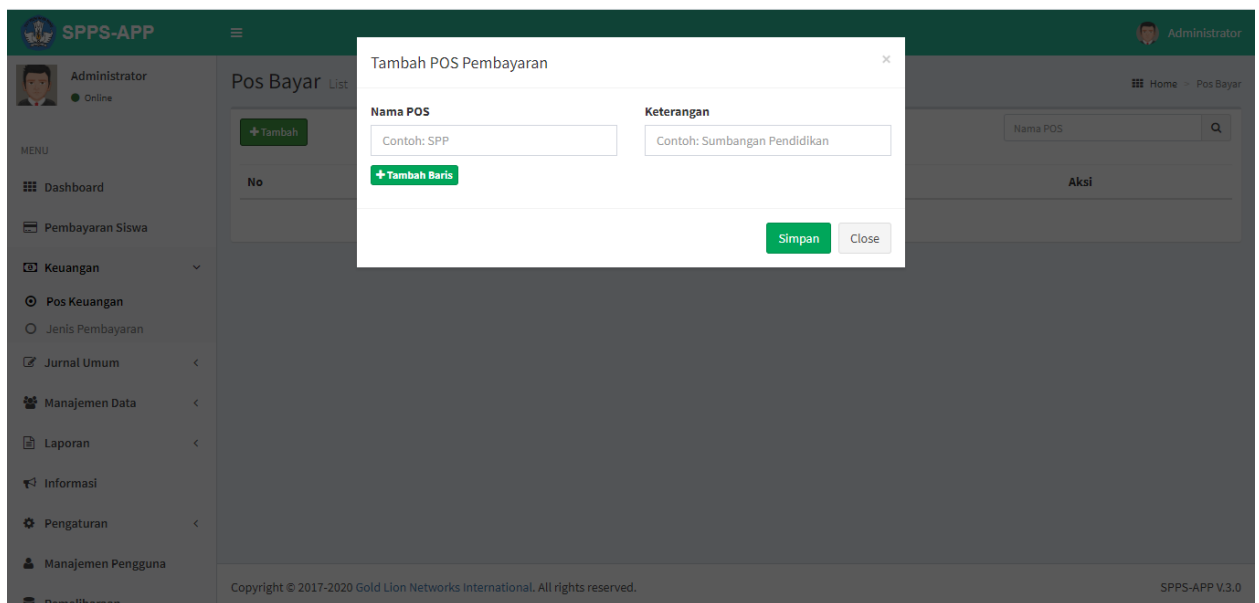 SPPS-APP
Administrator
Administrator
Online
MENU
Dashboard
Pembayaran Siswa
Keuangan
Pos Keuangan
Jenis Pembayaran
Jurnal Umum
Manajemen Data
Laporan
Informasi
Pengaturan
Manajemen Pengguna
Pemeliharaan
Pos Bayar List
Home > Pos Bayar
+ Tambah
Nama POS
No
Aksi
Tambah POS Pembayaran
×
Nama POS
Keterangan
Contoh: SPP
Contoh: Sumbangan Pendidikan
+ Tambah Baris
Simpan
Close
Copyright © 2017-2020 Gold Lion Networks International. All rights reserved.
SPPS-APP V.3.0